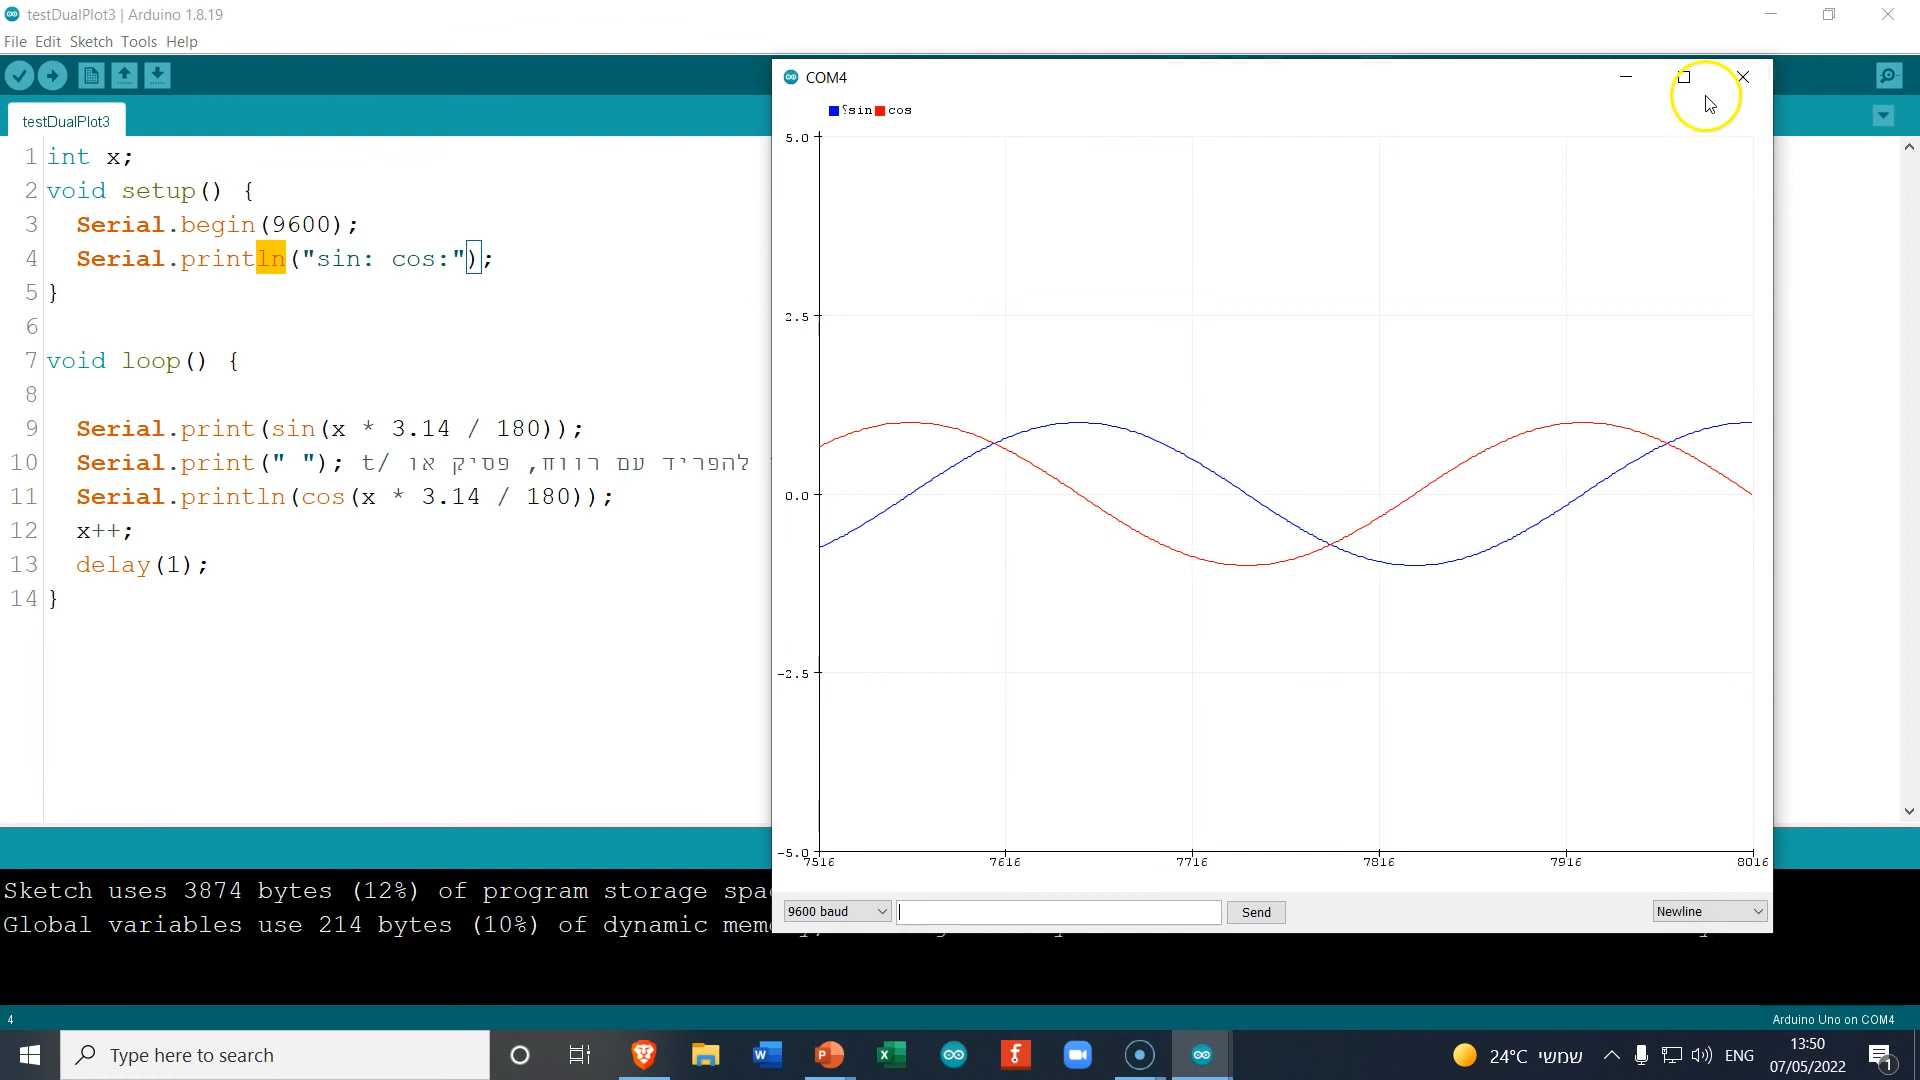 testDualPlot3 | Arduino 1.8.19
File Edit Sketch Tools Help
testDualPlot3
1 int x;
2 void setup() {
3 Serial.begin(9600);
4 Serial.println("sin: cos:");
5 }
6
7 void loop() {
8
9 Serial.print(sin(x * 3.14 / 180));
10 Serial.print(" "); להפריד עם רווח, פסיק או /t
11 Serial.println(cos(x * 3.14 / 180));
12 x++;
13 delay(1);
14 }
COM4
⸮sin cos
5.0
2.5
0.0
-2.5
-5.0
7516 7616 7716 7816 7916 8016
9600 baud
Send
Newline
Sketch uses 3874 bytes (12%) of program storage spa
Global variables use 214 bytes (10%) of dynamic mem
4
Arduino Uno on COM4
Type here to search
24°C שמשי
ENG
13:50
07/05/2022
1